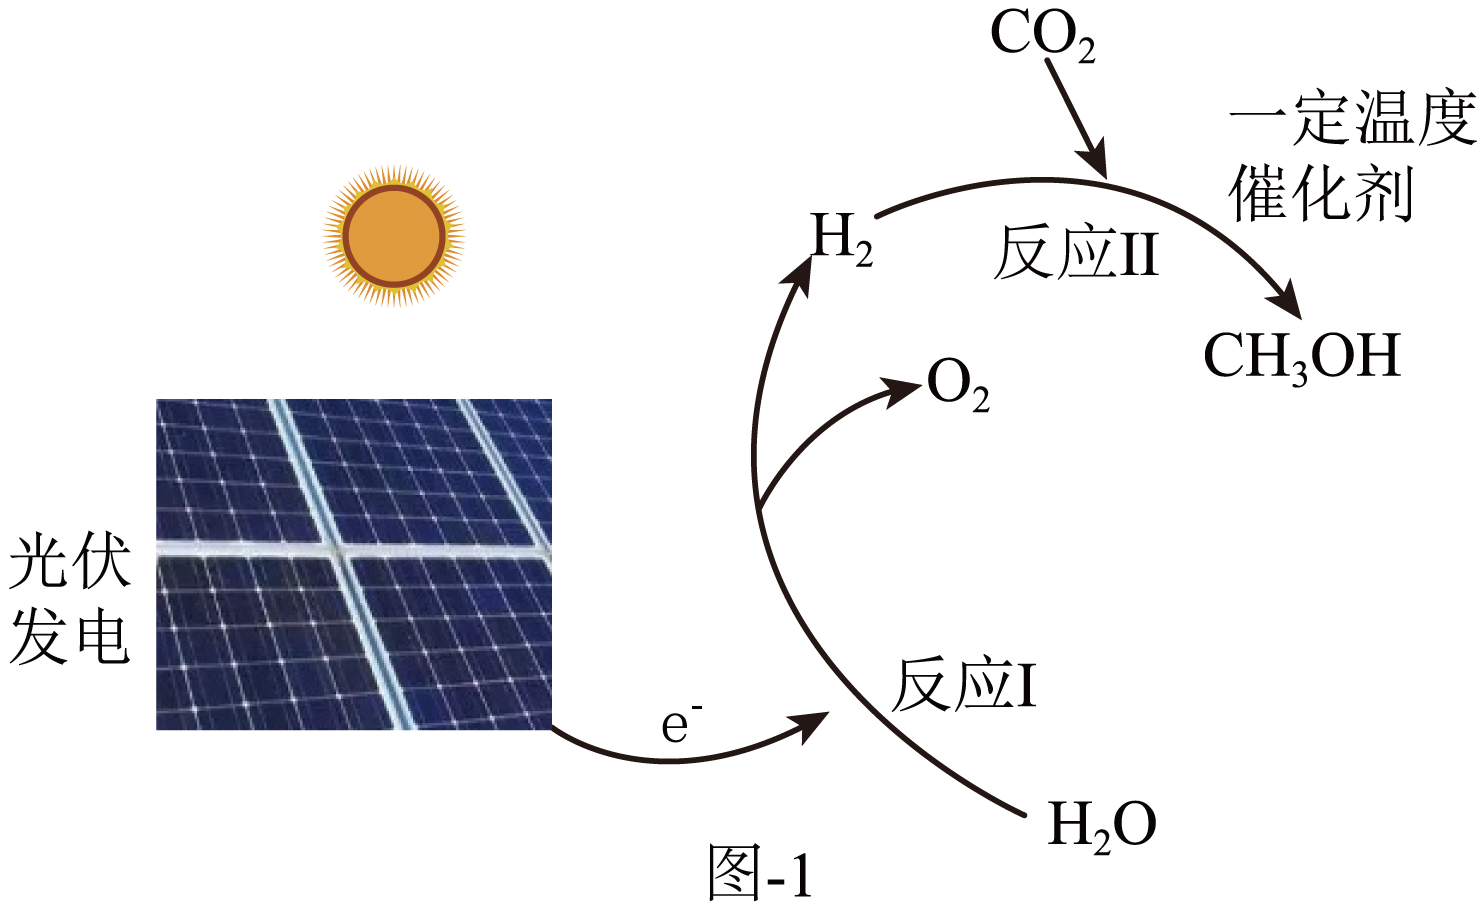 CO₂
一定温度
催化剂
H₂
反应II
CH₃OH
O₂
光伏
发电
反应I
e⁻
H₂O
图-1